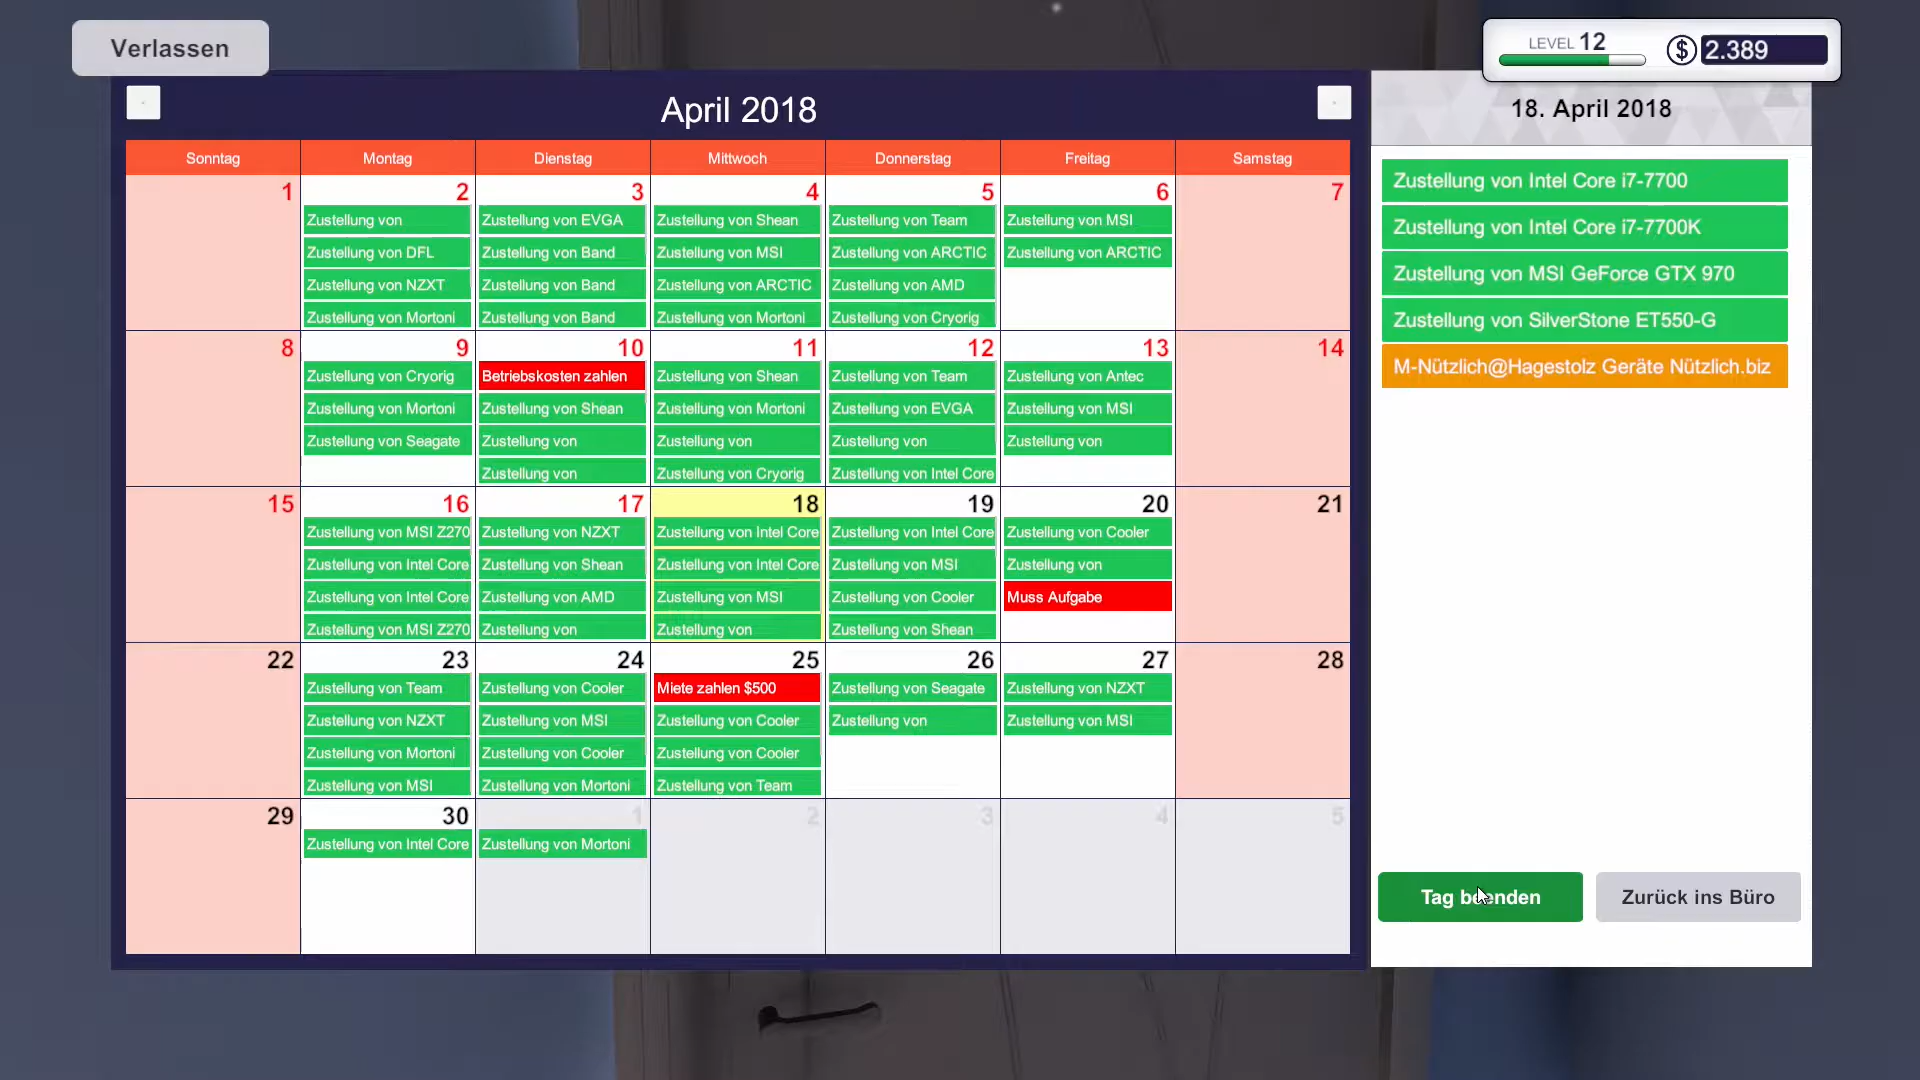 Verlassen
LEVEL 12
$ 2.389
April 2018
18. April 2018
Sonntag Montag Dienstag Mittwoch Donnerstag Freitag Samstag
1 2 3 4 5 6 7
Zustellung von Zustellung von EVGA Zustellung von Shean Zustellung von Team Zustellung von MSI
Zustellung von DFL Zustellung von Band Zustellung von MSI Zustellung von ARCTIC Zustellung von ARCTIC
Zustellung von NZXT Zustellung von Band Zustellung von ARCTIC Zustellung von AMD
Zustellung von Mortoni Zustellung von Band Zustellung von Mortoni Zustellung von Cryorig
8 9 10 11 12 13 14
Zustellung von Cryorig Betriebskosten zahlen Zustellung von Shean Zustellung von Team Zustellung von Antec
Zustellung von Mortoni Zustellung von Shean Zustellung von Mortoni Zustellung von EVGA Zustellung von MSI
Zustellung von Seagate Zustellung von Zustellung von Zustellung von Zustellung von
Zustellung von Zustellung von Cryorig Zustellung von Intel Core
15 16 17 18 19 20 21
Zustellung von MSI Z270 Zustellung von NZXT Zustellung von Intel Core Zustellung von Intel Core Zustellung von Cooler
Zustellung von Intel Core Zustellung von Shean Zustellung von Intel Core Zustellung von MSI Zustellung von
Zustellung von Intel Core Zustellung von AMD Zustellung von MSI Zustellung von Cooler Muss Aufgabe
Zustellung von MSI Z270 Zustellung von Zustellung von Zustellung von Shean
22 23 24 25 26 27 28
Zustellung von Team Zustellung von Cooler Miete zahlen $500 Zustellung von Seagate Zustellung von NZXT
Zustellung von NZXT Zustellung von MSI Zustellung von Cooler Zustellung von Zustellung von MSI
Zustellung von Mortoni Zustellung von Cooler Zustellung von Cooler
Zustellung von MSI Zustellung von Mortoni Zustellung von Team
29 30 1 2 3 4 5
Zustellung von Intel Core Zustellung von Mortoni
Zustellung von Intel Core i7-7700
Zustellung von Intel Core i7-7700K
Zustellung von MSI GeForce GTX 970
Zustellung von SilverStone ET550-G
M-Nützlich@Hagestolz Geräte Nützlich.biz
Tag beenden Zurück ins Büro